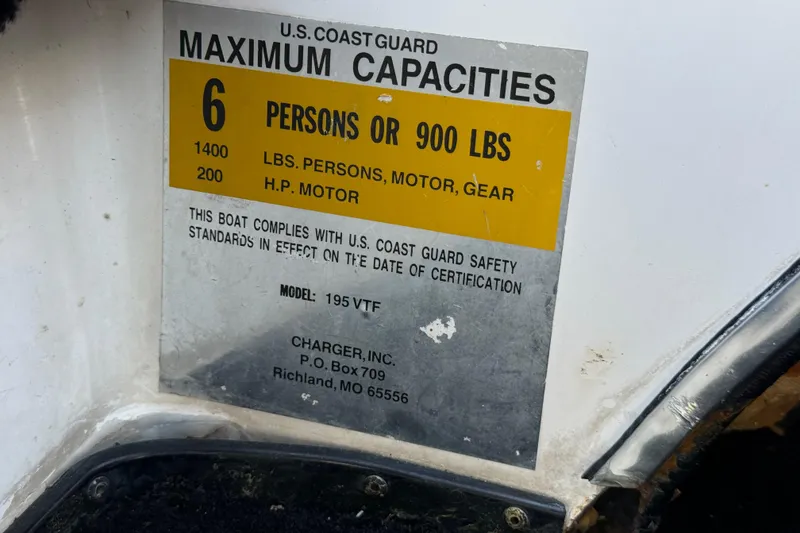 U.S. COAST GUARD
MAXIMUM CAPACITIES
6 PERSONS OR 900 LBS
1400 LBS. PERSONS, MOTOR, GEAR
200 H.P. MOTOR
THIS BOAT COMPLIES WITH U.S. COAST GUARD SAFETY
STANDARDS IN EFFECT ON THE DATE OF CERTIFICATION
MODEL: 195 VTF
CHARGER, INC.
P.O. Box 709
Richland, MO 65556